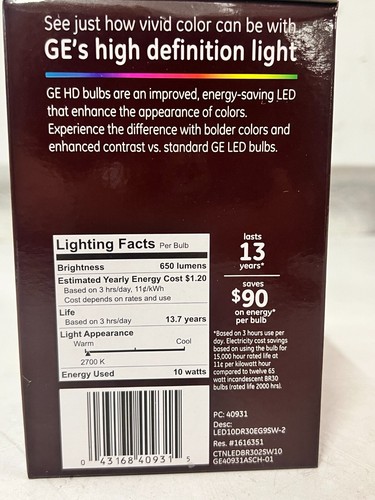 See just how vivid color can be with
GE's high definition light
GE HD bulbs are an improved, energy-saving LED
that enhance the appearance of colors.
Experience the difference with bolder colors and
enhanced contrast vs. standard GE LED bulbs.
Lighting Facts Per Bulb
Brightness 650 lumens
Estimated Yearly Energy Cost $1.20
Based on 3 hrs/day, 11¢/kWh
Cost depends on rates and use
Life
Based on 3 hrs/day 13.7 years
Light Appearance
Warm Cool
2700 K
Energy Used 10 watts
lasts
13
years*
saves
$90
on energy*
per bulb
*Based on 3 hours use per
day. Electricity cost savings
based on using the bulb for
15,000 hour rated life at
11¢ per kilowatt hour
compared to twelve 65
watt incandescent BR30
bulbs (rated life 2000 hrs).
PC: 40931
Desc:
LED10DR30EG9SW-2
Res. #1616351
CTNLEDBR302SW10
GE40931ASCH-01
0 43168 40931 5